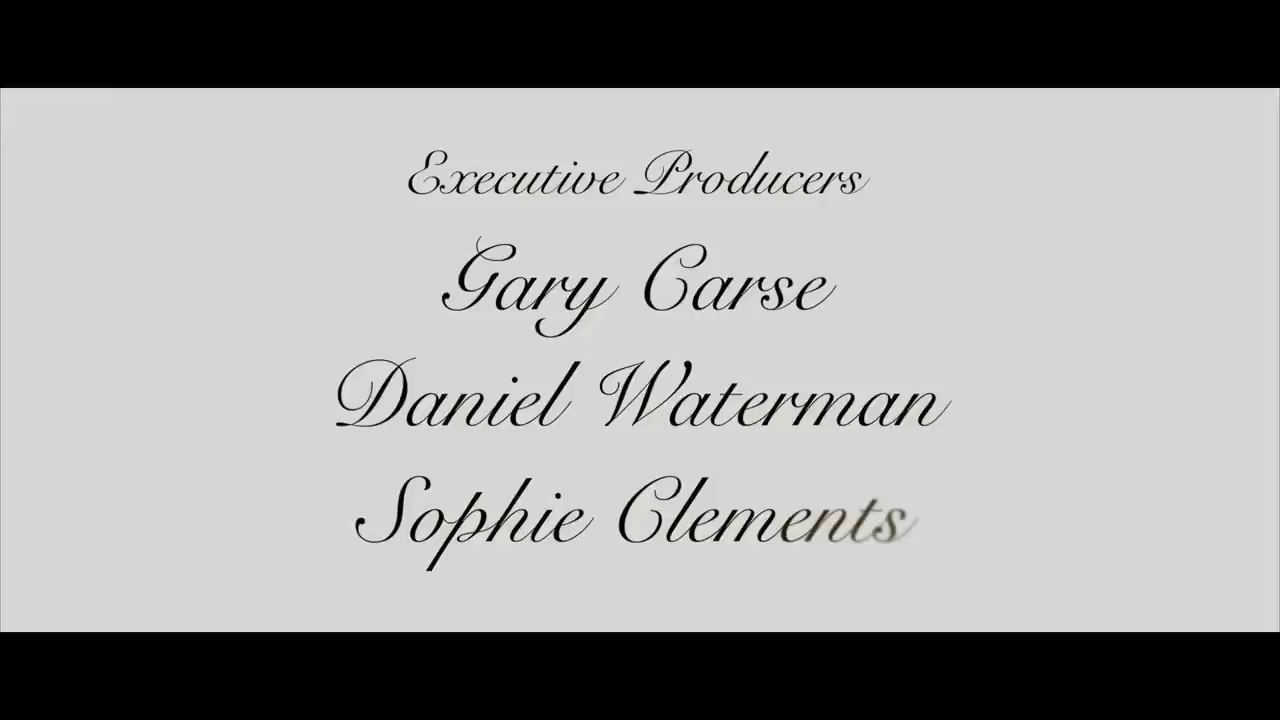 Executive Producers
Gary Carse
Daniel Waterman
Sophie Clements